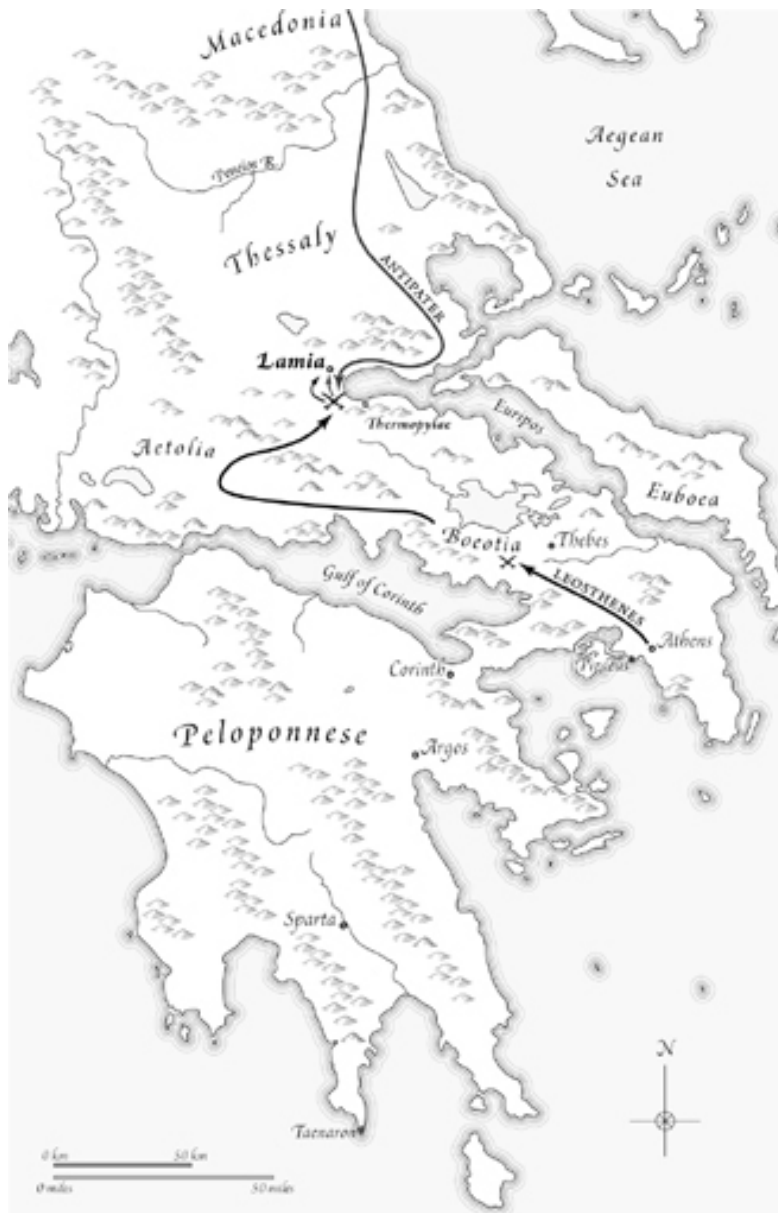 Macedonia
Aegean
Sea
Peneios R.
Thessaly
ANTIPATER
Lamia
Thermopylae
Euripos
Aetolia
Euboea
Boeotia
Thebes
Gulf of Corinth
LEOSTHENES
Athens
Piraeus
Corinth
Peloponnese
Argos
Sparta
N
Taenaron
0 km 50 km
0 miles 50 miles